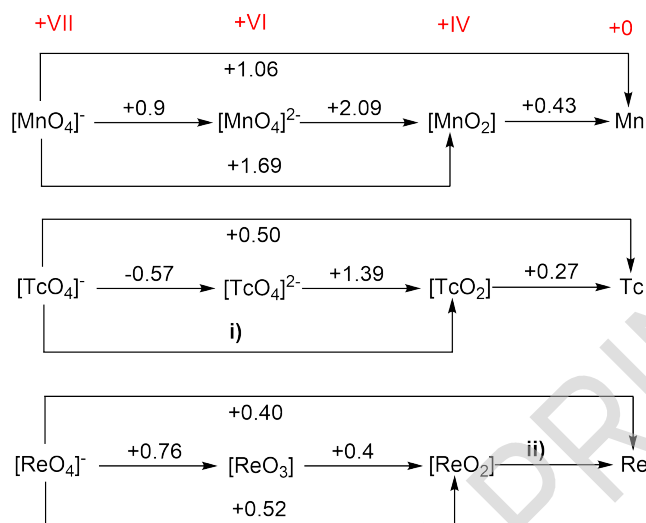 +VII +VI +IV +0
+1.06
[MnO4]- +0.9 [MnO4]2- +2.09 [MnO2] +0.43 Mn
+1.69
+0.50
[TcO4]- -0.57 [TcO4]2- +1.39 [TcO2] +0.27 Tc
i)
+0.40
[ReO4]- +0.76 [ReO3] +0.4 [ReO2] ii) Re
+0.52